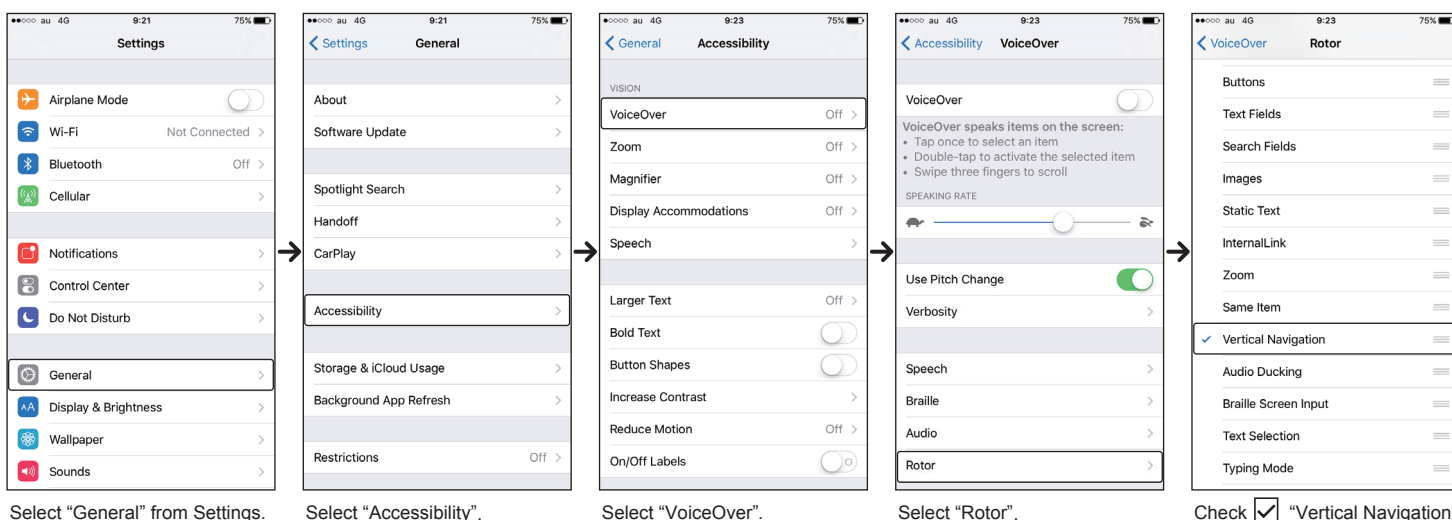 au 4G 9:21 75%
Settings
Airplane Mode
Wi-Fi Not Connected
Bluetooth Off
Cellular
Notifications
Control Center
Do Not Disturb
General
AA Display & Brightness
Wallpaper
Sounds
Select “General” from Settings.
au 4G 9:21 75%
Settings General
About
Software Update
Spotlight Search
Handoff
CarPlay
Accessibility
Storage & iCloud Usage
Background App Refresh
Restrictions Off
Select “Accessibility”.
au 4G 9:23 75%
General Accessibility
VISION
VoiceOver Off
Zoom Off
Magnifier Off
Display Accommodations Off
Speech
Larger Text Off
Bold Text
Button Shapes
Increase Contrast
Reduce Motion Off
On/Off Labels
Select “VoiceOver”.
au 4G 9:23 75%
Accessibility VoiceOver
VoiceOver
VoiceOver speaks items on the screen:
• Tap once to select an item
• Double-tap to activate the selected item
• Swipe three fingers to scroll
SPEAKING RATE
Use Pitch Change
Verbosity
Speech
Braille
Audio
Rotor
Select “Rotor”.
au 4G 9:23 75%
VoiceOver Rotor
Buttons
Text Fields
Search Fields
Images
Static Text
InternalLink
Zoom
Same Item
Vertical Navigation
Audio Ducking
Braille Screen Input
Text Selection
Typing Mode
Check ☑ “Vertical Navigation